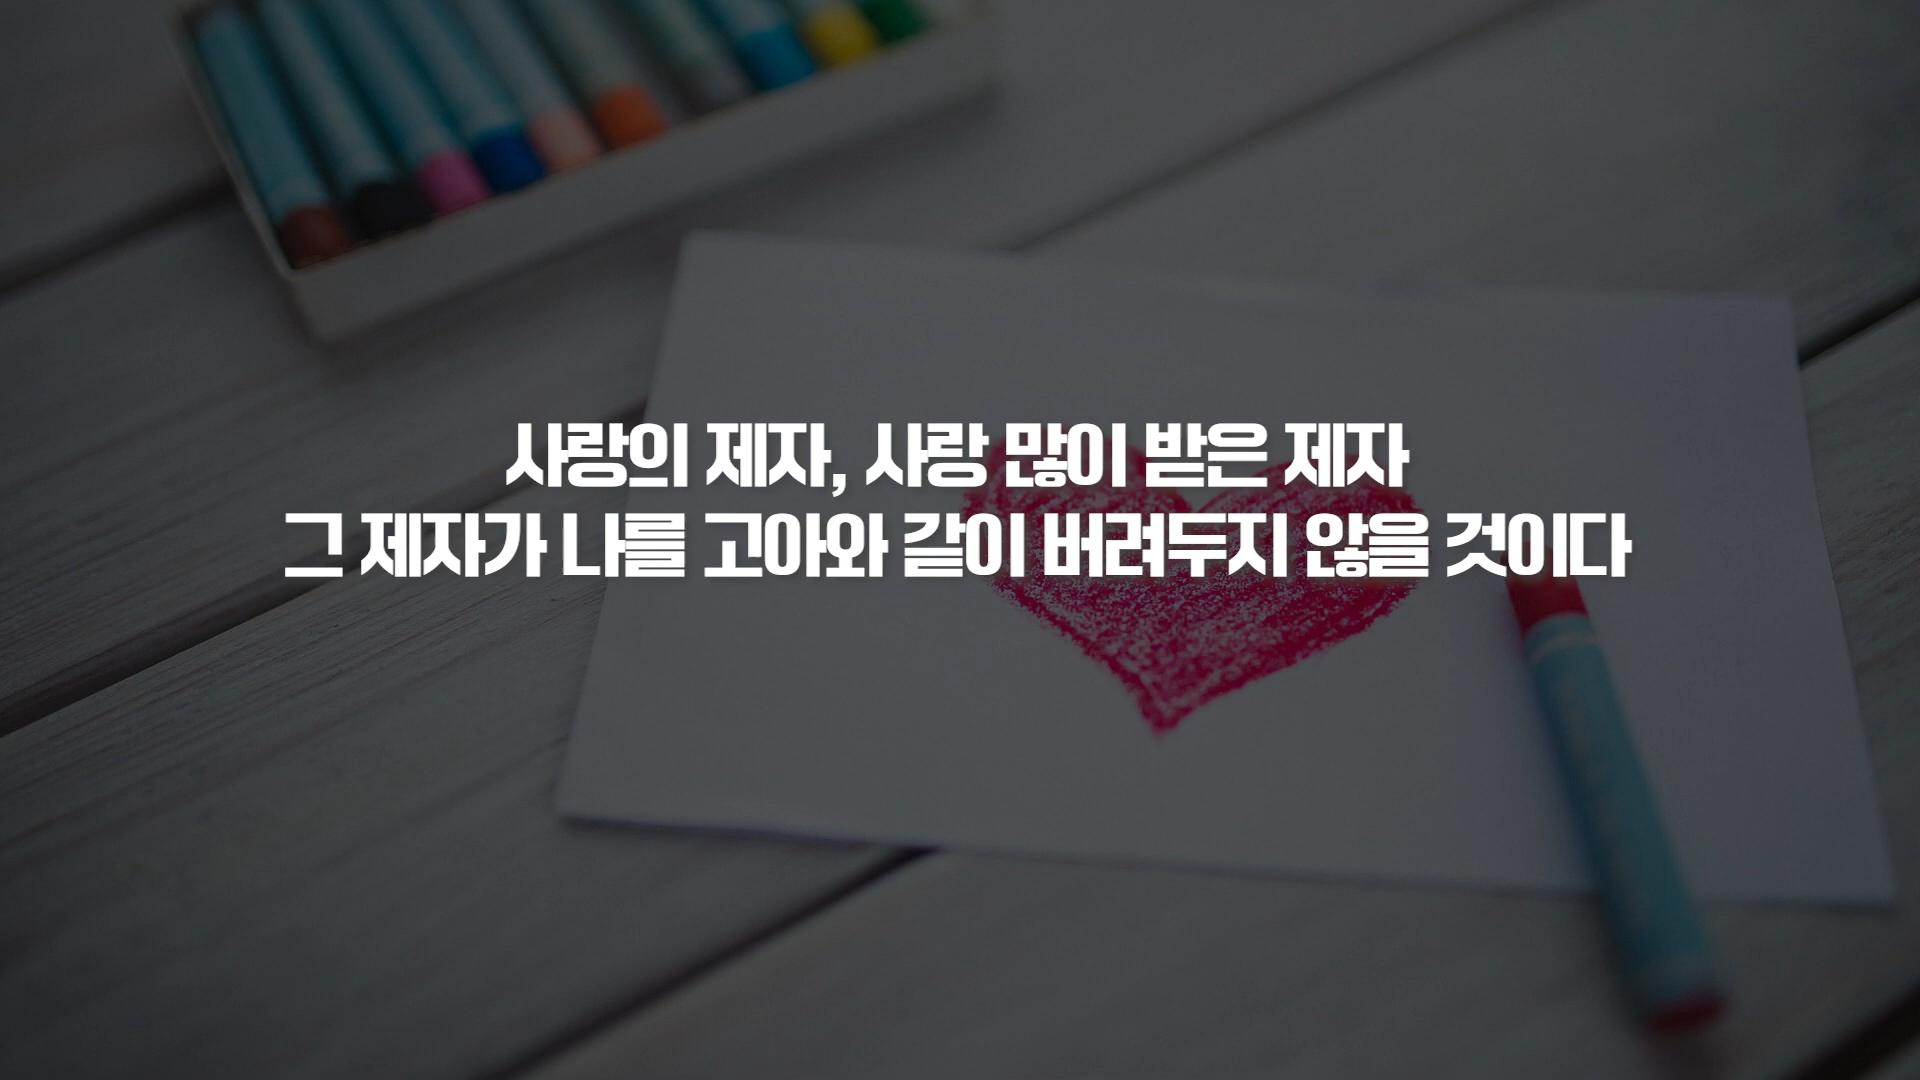 사랑의 제자, 사랑 많이 받은 제자
그 제자가 나를 고아와 같이 버려두지 않을 것이다